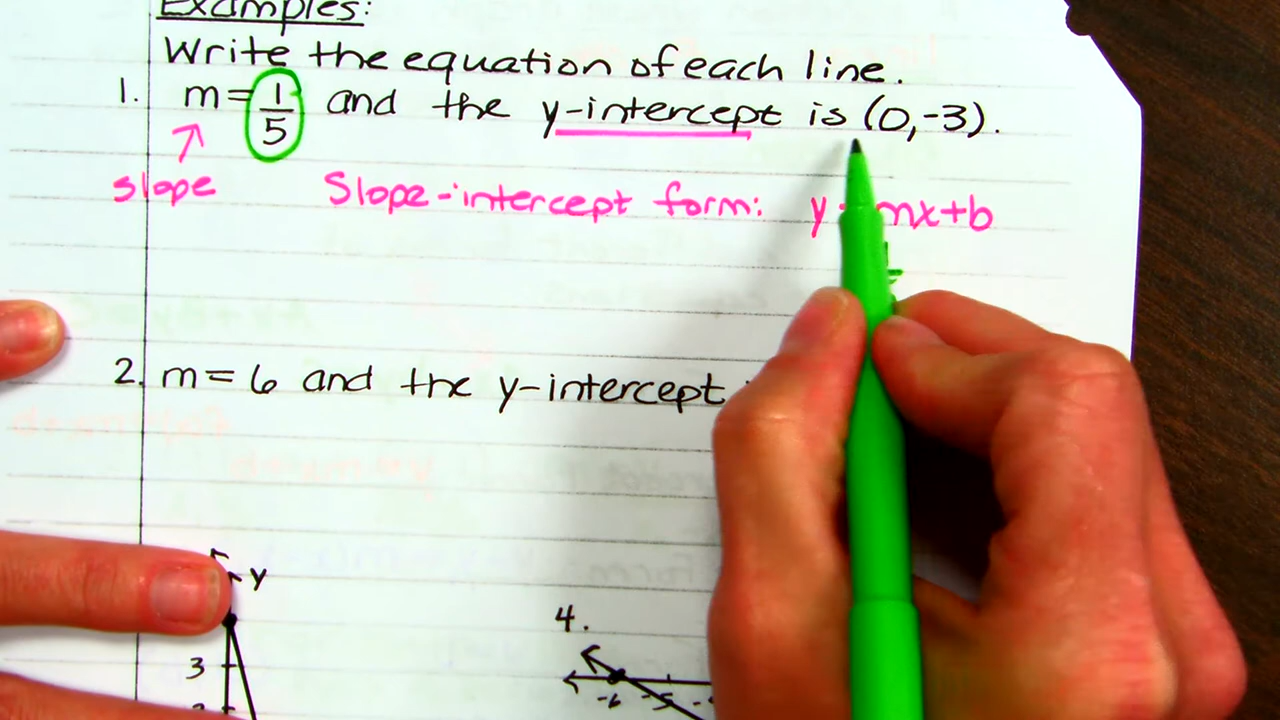 Examples:
Write the equation of each line.
1. m = 1/5 and the y-intercept is (0,-3).
slope
Slope-intercept form: y mx+b
2. m = 6 and the y-intercept
y
3
4.
-6 -5